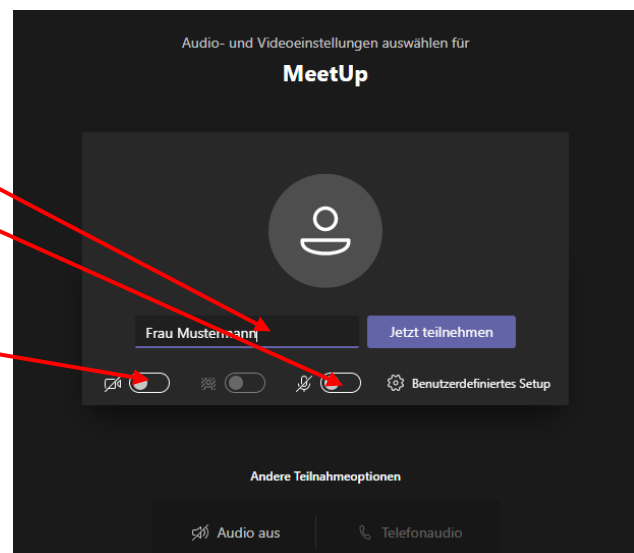 Audio- und Videoeinstellungen auswählen für
MeetUp
Frau Mustermann
Jetzt teilnehmen
Benutzerdefiniertes Setup
Andere Teilnahmeoptionen
Audio aus
Telefonaudio